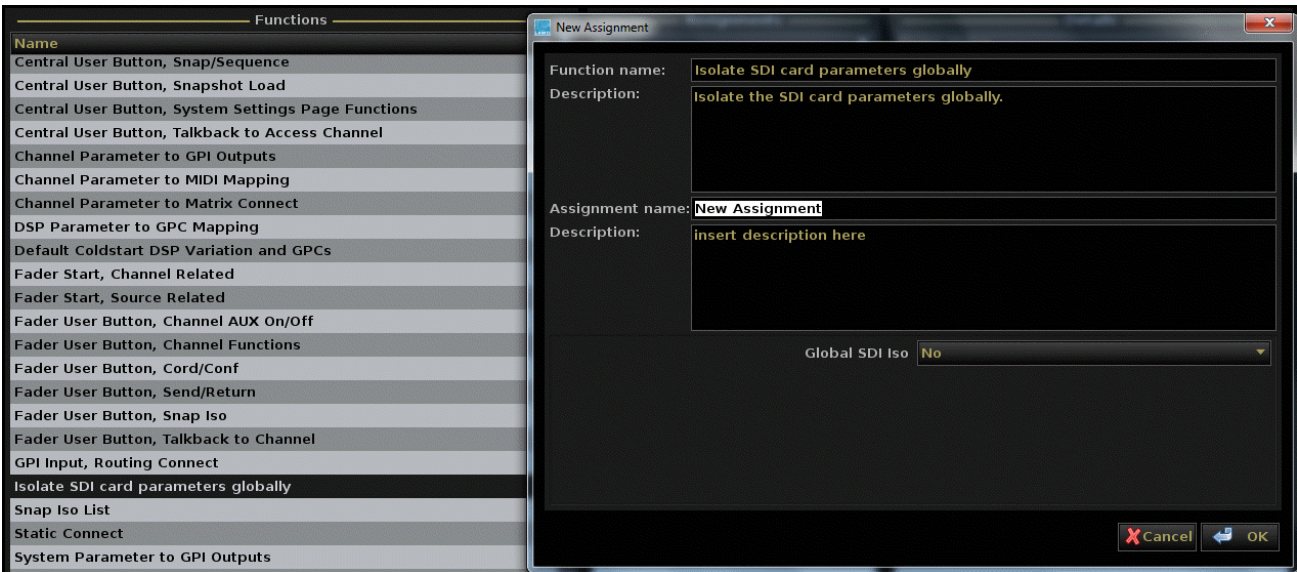 Functions
Name
Central User Button, Snap/Sequence
Central User Button, Snapshot Load
Central User Button, System Settings Page Functions
Central User Button, Talkback to Access Channel
Channel Parameter to GPI Outputs
Channel Parameter to MIDI Mapping
Channel Parameter to Matrix Connect
DSP Parameter to GPC Mapping
Default Coldstart DSP Variation and GPCs
Fader Start, Channel Related
Fader Start, Source Related
Fader User Button, Channel AUX On/Off
Fader User Button, Channel Functions
Fader User Button, Cord/Conf
Fader User Button, Send/Return
Fader User Button, Snap Iso
Fader User Button, Talkback to Channel
GPI Input, Routing Connect
Isolate SDI card parameters globally
Snap Iso List
Static Connect
System Parameter to GPI Outputs
New Assignment
Function name: Isolate SDI card parameters globally
Description: Isolate the SDI card parameters globally.
Assignment name: New Assignment
Description: insert description here
Global SDI Iso No
Cancel OK